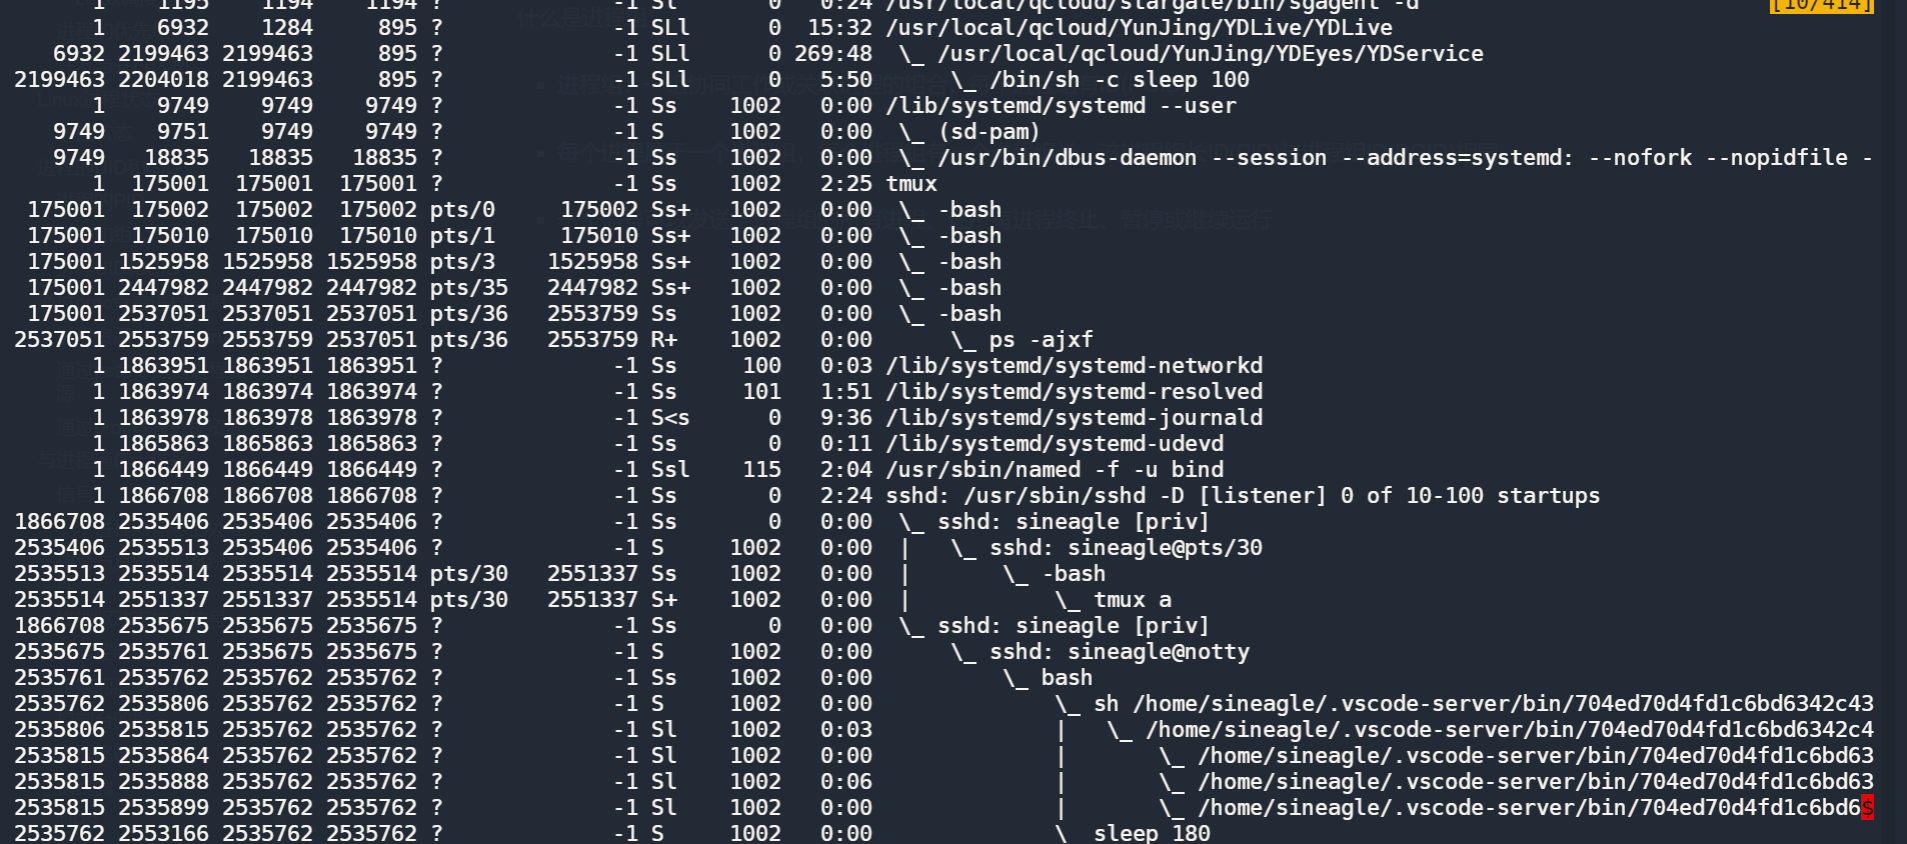 1 1195 1194 1194 ? -1 Sl 0 0:24 /usr/local/qcloud/stargate/bin/sgagent -d [10/414]
1 6932 1284 895 ? -1 SLl 0 15:32 /usr/local/qcloud/YunJing/YDLive/YDLive
6932 2199463 2199463 895 ? -1 SLl 0 269:48 \_ /usr/local/qcloud/YunJing/YDEyes/YDService
2199463 2204018 2199463 895 ? -1 SLl 0 5:50 \_ /bin/sh -c sleep 100
1 9749 9749 9749 ? -1 Ss 1002 0:00 /lib/systemd/systemd --user
9749 9751 9749 9749 ? -1 S 1002 0:00 \_ (sd-pam)
9749 18835 18835 18835 ? -1 Ss 1002 0:00 \_ /usr/bin/dbus-daemon --session --address=systemd: --nofork --nopidfile -
1 175001 175001 175001 ? -1 Ss 1002 2:25 tmux
175001 175002 175002 175002 pts/0 175002 Ss+ 1002 0:00 \_ -bash
175001 175010 175010 175010 pts/1 175010 Ss+ 1002 0:00 \_ -bash
175001 1525958 1525958 1525958 pts/3 1525958 Ss+ 1002 0:00 \_ -bash
175001 2447982 2447982 2447982 pts/35 2447982 Ss+ 1002 0:00 \_ -bash
175001 2537051 2537051 2537051 pts/36 2553759 Ss 1002 0:00 \_ -bash
2537051 2553759 2553759 2537051 pts/36 2553759 R+ 1002 0:00 \_ ps -ajxf
1 1863951 1863951 1863951 ? -1 Ss 100 0:03 /lib/systemd/systemd-networkd
1 1863974 1863974 1863974 ? -1 Ss 101 1:51 /lib/systemd/systemd-resolved
1 1863978 1863978 1863978 ? -1 S<s 0 9:36 /lib/systemd/systemd-journald
1 1865863 1865863 1865863 ? -1 Ss 0 0:11 /lib/systemd/systemd-udevd
1 1866449 1866449 1866449 ? -1 Ssl 115 2:04 /usr/sbin/named -f -u bind
1 1866708 1866708 1866708 ? -1 Ss 0 2:24 sshd: /usr/sbin/sshd -D [listener] 0 of 10-100 startups
1866708 2535406 2535406 2535406 ? -1 Ss 0 0:00 \_ sshd: sineagle [priv]
2535406 2535513 2535406 2535406 ? -1 S 1002 0:00 | \_ sshd: sineagle@pts/30
2535513 2535514 2535514 2535514 pts/30 2551337 Ss 1002 0:00 | \_ -bash
2535514 2551337 2551337 2535514 pts/30 2551337 S+ 1002 0:00 | \_ tmux a
1866708 2535675 2535675 2535675 ? -1 Ss 0 0:00 \_ sshd: sineagle [priv]
2535675 2535761 2535675 2535675 ? -1 S 1002 0:00 \_ sshd: sineagle@notty
2535761 2535762 2535762 2535762 ? -1 Ss 1002 0:00 \_ bash
2535762 2535806 2535762 2535762 ? -1 S 1002 0:00 \_ sh /home/sineagle/.vscode-server/bin/704ed70d4fd1c6bd6342c43
2535806 2535815 2535762 2535762 ? -1 Sl 1002 0:03 | \_ /home/sineagle/.vscode-server/bin/704ed70d4fd1c6bd6342c4
2535815 2535864 2535762 2535762 ? -1 Sl 1002 0:00 | \_ /home/sineagle/.vscode-server/bin/704ed70d4fd1c6bd63
2535815 2535888 2535762 2535762 ? -1 Sl 1002 0:06 | \_ /home/sineagle/.vscode-server/bin/704ed70d4fd1c6bd63
2535815 2535899 2535762 2535762 ? -1 Sl 1002 0:00 | \_ /home/sineagle/.vscode-server/bin/704ed70d4fd1c6bd6$
2535762 2553166 2535762 2535762 ? -1 S 1002 0:00 \_ sleep 180